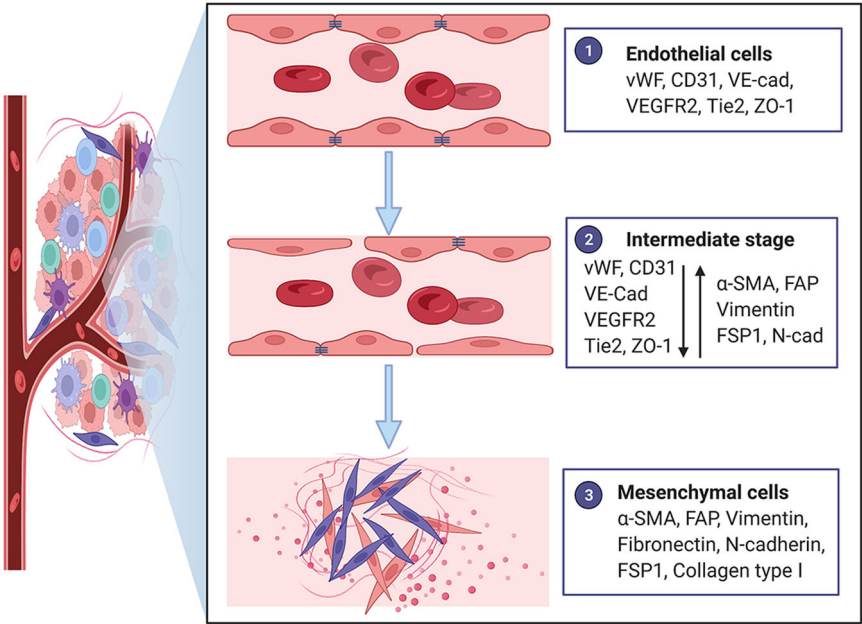 1 Endothelial cells
vWF, CD31, VE-cad,
VEGFR2, Tie2, ZO-1
2 Intermediate stage
vWF, CD31
VE-Cad
VEGFR2
Tie2, ZO-1
α-SMA, FAP
Vimentin
FSP1, N-cad
3 Mesenchymal cells
α-SMA, FAP, Vimentin,
Fibronectin, N-cadherin,
FSP1, Collagen type I